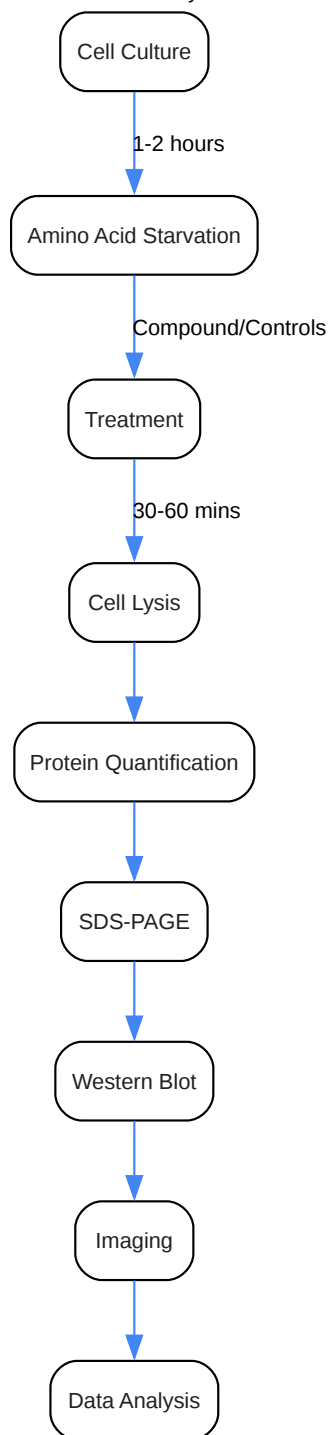 Cell Culture
1-2 hours
Amino Acid Starvation
Compound/Controls
Treatment
30-60 mins
Cell Lysis
Protein Quantification
SDS-PAGE
Western Blot
Imaging
Data Analysis